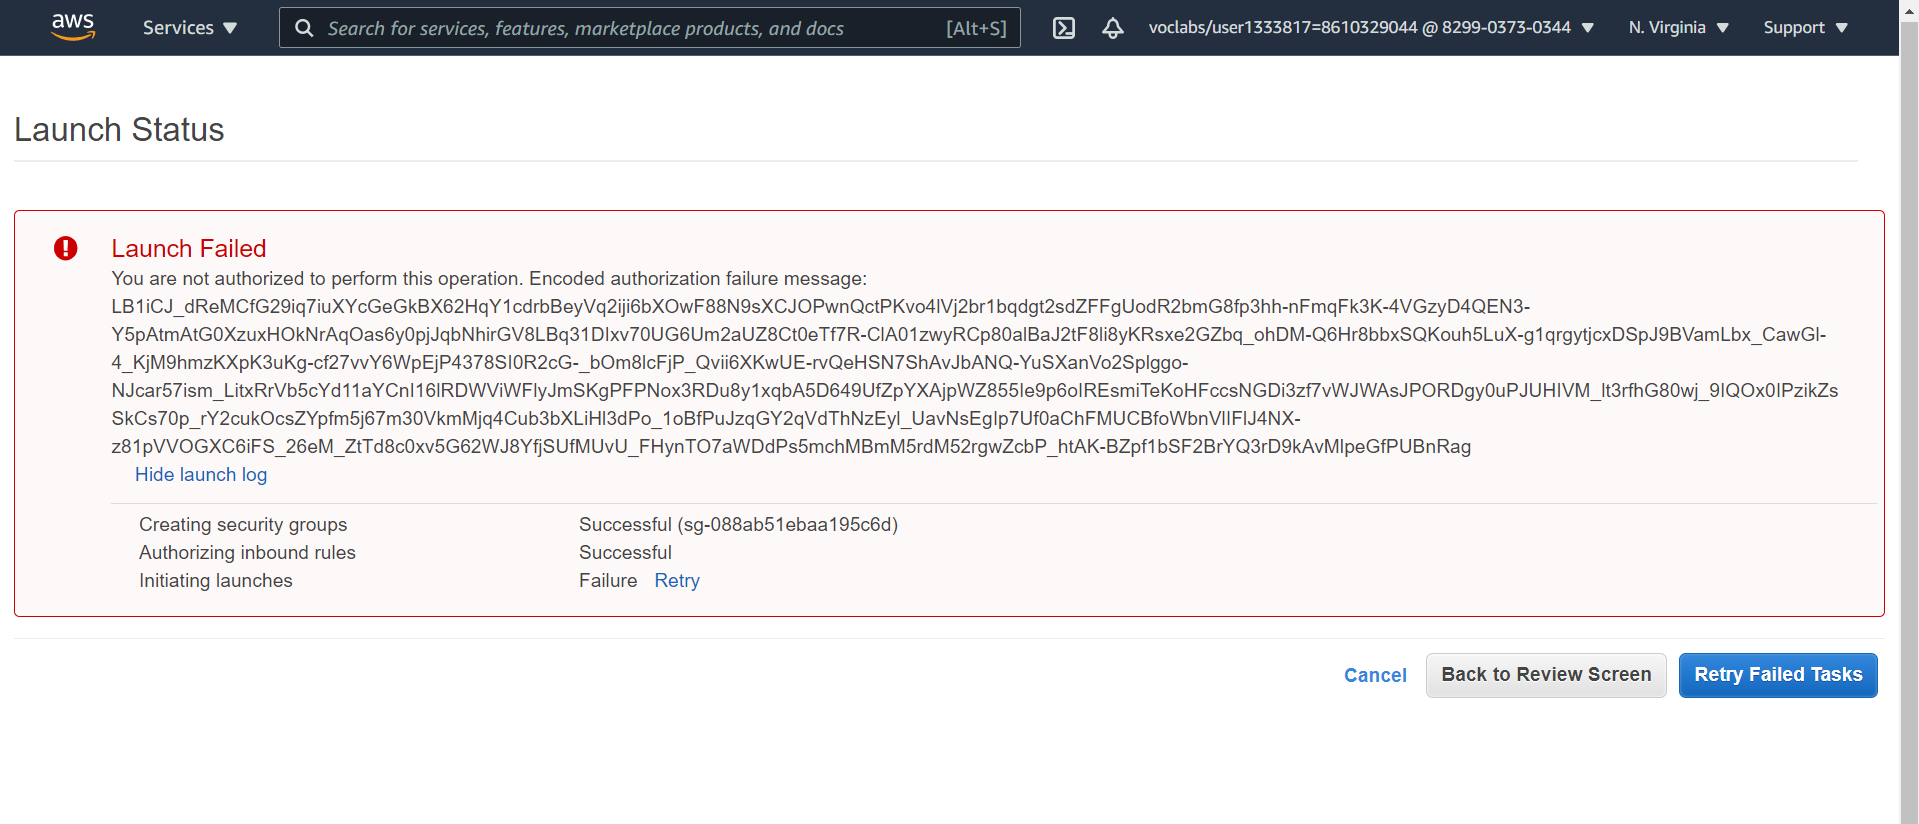 aws Services Search for services, features, marketplace products, and docs [Alt+S] voclabs/user1333817=8610329044 @ 8299-0373-0344 N. Virginia Support
Launch Status
Launch Failed
You are not authorized to perform this operation. Encoded authorization failure message:
LB1iCJ_dReMCfG29iq7iuXYcGeGkBX62HqY1cdrbBeyVq2iji6bXOwF88N9sXCJOPwnQctPKvo4lVj2br1bqdgt2sdZFFgUodR2bmG8fp3hh-nFmqFk3K-4VGzyD4QEN3-
Y5pAtmAtG0XzuxHOkNrAqOas6y0pjJqbNhirGV8LBq31DIxv70UG6Um2aUZ8Ct0eTf7R-ClA01zwyRCp80alBaJ2tF8li8yKRsxe2GZbq_ohDM-Q6Hr8bbxSQKouh5LuX-g1qrgytjcxDSpJ9BVamLbx_CawGl-
4_KjM9hmzKXpK3uKg-cf27vvY6WpEjP4378SI0R2cG-_bOm8lcFjP_Qvii6XKwUE-rvQeHSN7ShAvJbANQ-YuSXanVo2Splggo-
NJcar57ism_LitxRrVb5cYd11aYCnI16lRDWViWFlyJmSKgPFPNox3RDu8y1xqbA5D649UfZpYXAjpWZ855Ie9p6oIREsmiTeKoHFccsNGDi3zf7vWJWAsJPORDgy0uPJUHIVM_lt3rfhG80wj_9IQOx0IPzikZs
SkCs70p_rY2cukOcsZYpfm5j67m30VkmMjq4Cub3bXLiHl3dPo_1oBfPuJzqGY2qVdThNzEyl_UavNsEgIp7Uf0aChFMUCBfoWbnVlIFlJ4NX-
z81pVVOGXC6iFS_26eM_ZtTd8c0xv5G62WJ8YfjSUfMUvU_FHynTO7aWDdPs5mchMBmM5rdM52rgwZcbP_htAK-BZpf1bSF2BrYQ3rD9kAvMlpeGfPUBnRag
Hide launch log
Creating security groups Successful (sg-088ab51ebaa195c6d)
Authorizing inbound rules Successful
Initiating launches Failure Retry
Cancel Back to Review Screen Retry Failed Tasks